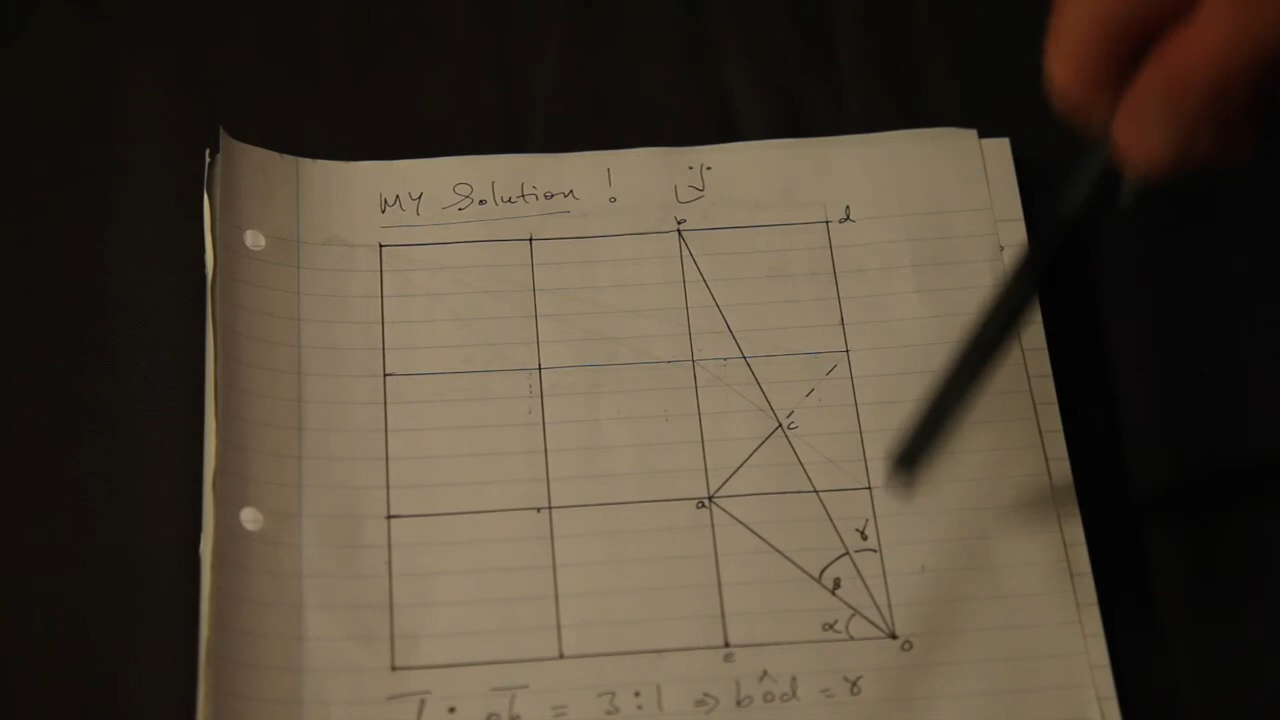 MY Solution !
b
d
c
a
γ
β
α
e
o
= 3:1 ⇒ bôd = γ